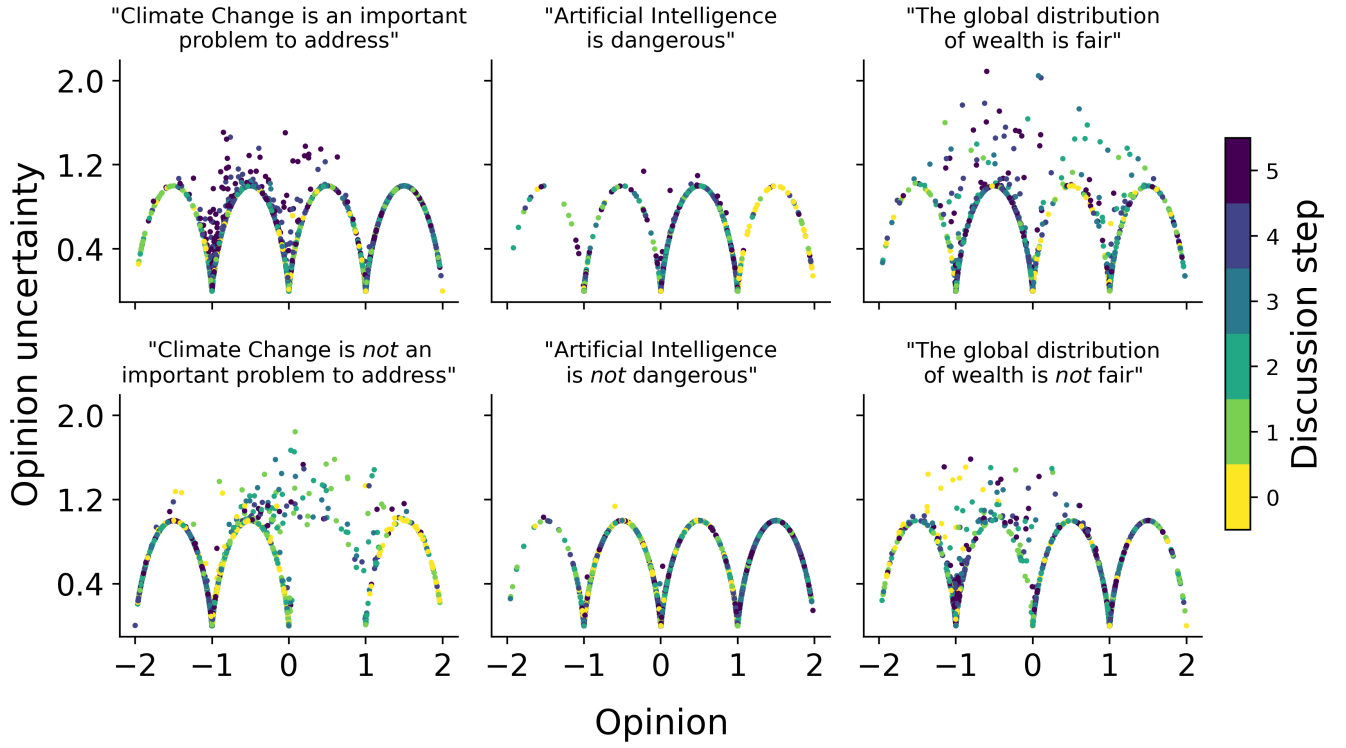 "Climate Change is an important
problem to address"
"Artificial Intelligence
is dangerous"
"The global distribution
of wealth is fair"
2.0
1.2
0.4
Opinion uncertainty
"Climate Change is not an
important problem to address"
"Artificial Intelligence
is not dangerous"
"The global distribution
of wealth is not fair"
2.0
1.2
0.4
−2 −1 0 1 2
−2 −1 0 1 2
−2 −1 0 1 2
Opinion
5
4
3
2
1
0
Discussion step